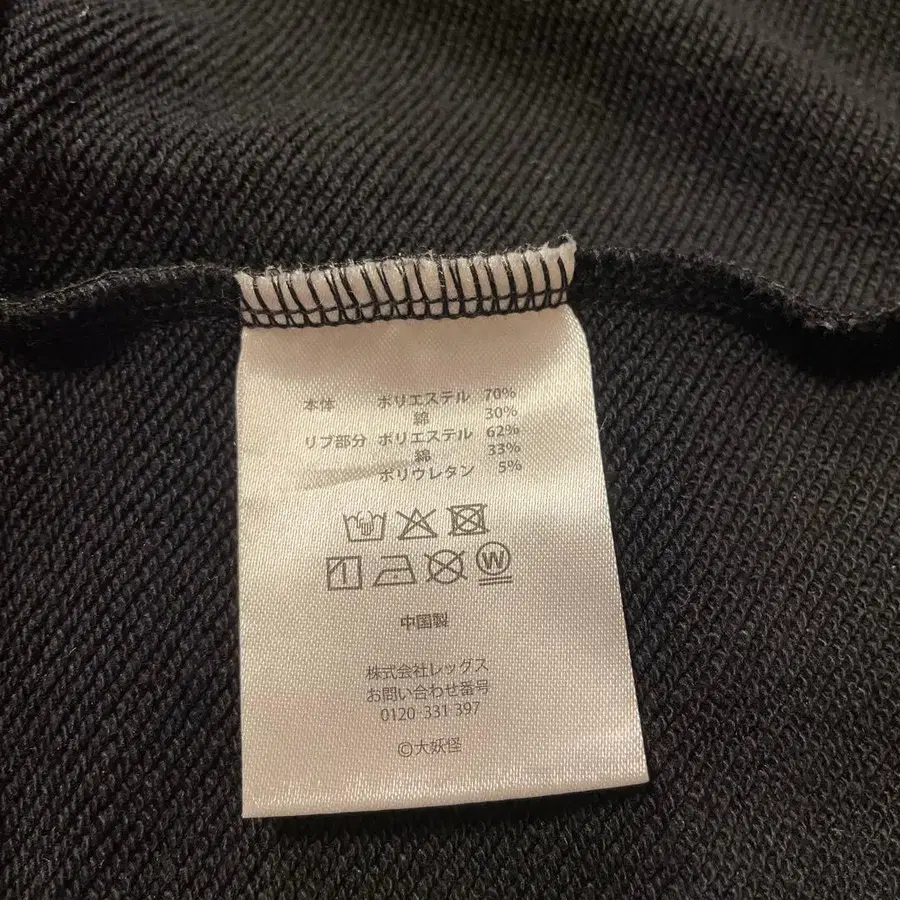 本体 ポリエステル 70%
綿 30%
リブ部分 ポリエステル 62%
綿 33%
ポリウレタン 5%
W
中国製
株式会社レッグス
お問い合わせ番号
0120-331-397
©大妖怪